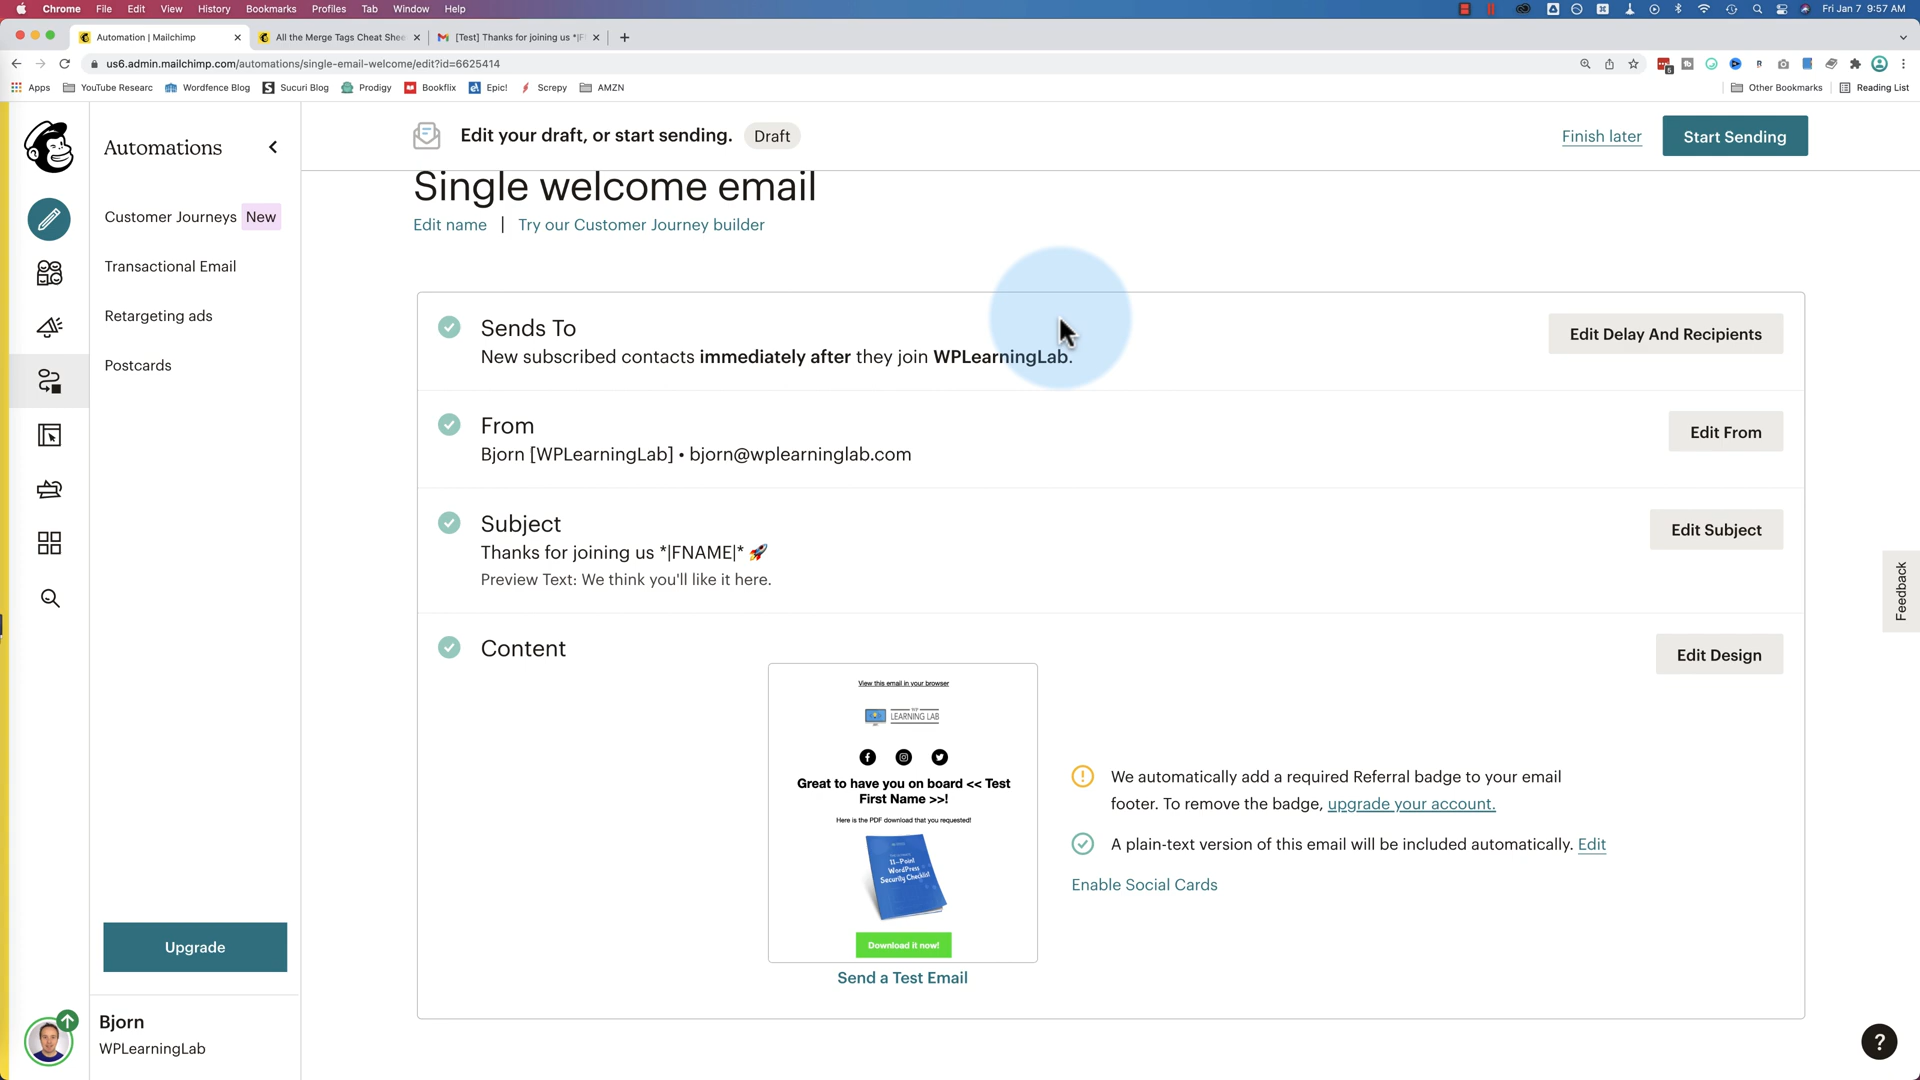 Chrome File Edit View History Bookmarks Profiles Tab Window Help
Fri Jan 7 9:57 AM
Automation | Mailchimp
All the Merge Tags Cheat Shee
[Test] Thanks for joining us *|F
us6.admin.mailchimp.com/automations/single-email-welcome/edit?id=6625414
5
Apps YouTube Researc Wordfence Blog Sucuri Blog Prodigy Bookflix Epic! Screpy AMZN Other Bookmarks Reading List
Automations
Customer Journeys New
Transactional Email
Retargeting ads
Postcards
Upgrade
Bjorn
WPLearningLab
Edit your draft, or start sending. Draft
Finish later
Start Sending
Single welcome email
Edit name | Try our Customer Journey builder
Sends To
New subscribed contacts immediately after they join WPLearningLab.
Edit Delay And Recipients
From
Bjorn [WPLearningLab] • bjorn@wplearninglab.com
Edit From
Subject
Thanks for joining us *|FNAME|* 🚀
Preview Text: We think you'll like it here.
Edit Subject
Content
Edit Design
View this email in your browser
WP
LEARNING LAB
Great to have you on board << Test
First Name >>!
Here is the PDF download that you requested!
11-Point
WordPress
Security Checklist
Download it now!
Send a Test Email
We automatically add a required Referral badge to your email
footer. To remove the badge, upgrade your account.
A plain-text version of this email will be included automatically. Edit
Enable Social Cards
Feedback
?